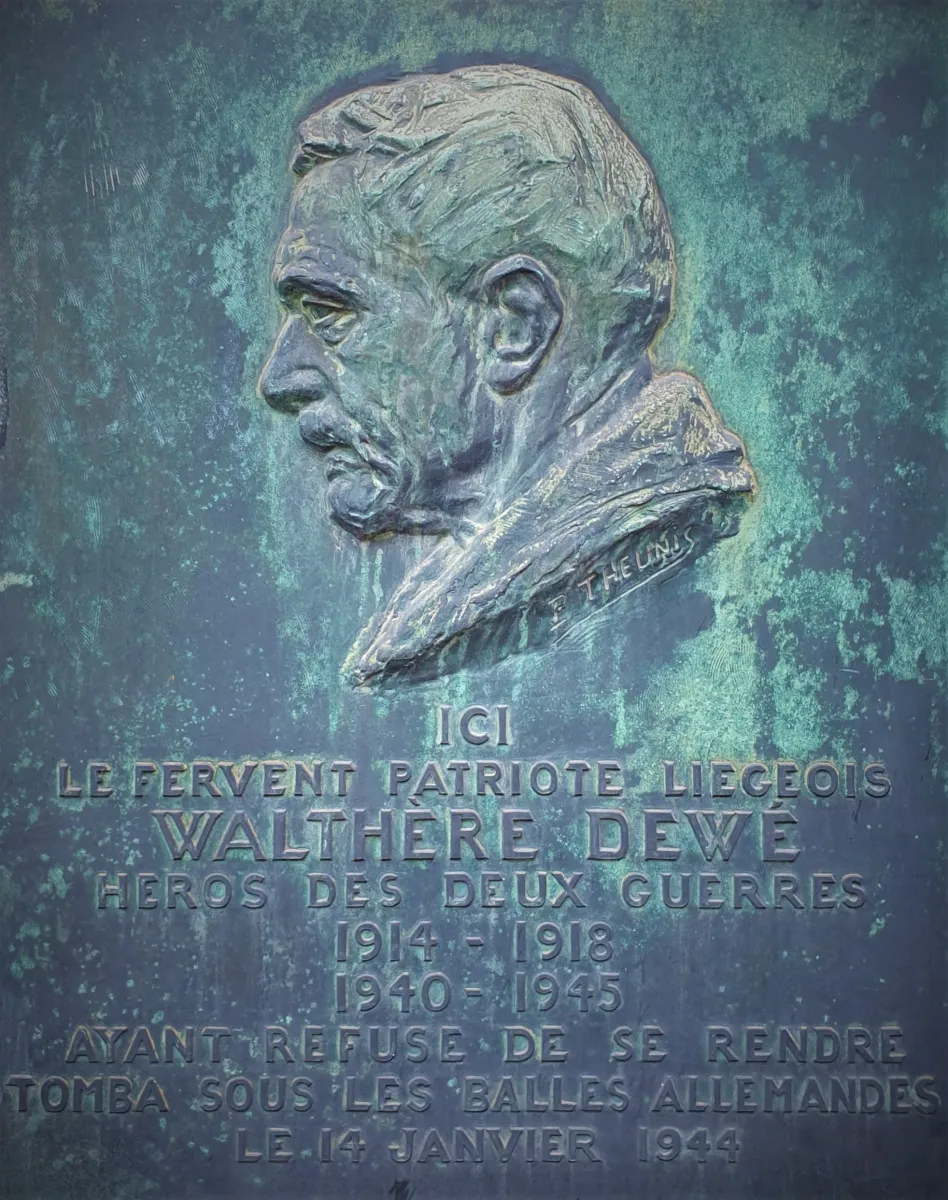 P THEUNIS
ICI
LE FERVENT PATRIOTE LIEGEOIS
WALTHÈRE DEWÉ
HEROS DES DEUX GUERRES
1914 - 1918
1940 - 1945
AYANT REFUSE DE SE RENDRE
TOMBA SOUS LES BALLES ALLEMANDES
LE 14 JANVIER 1944